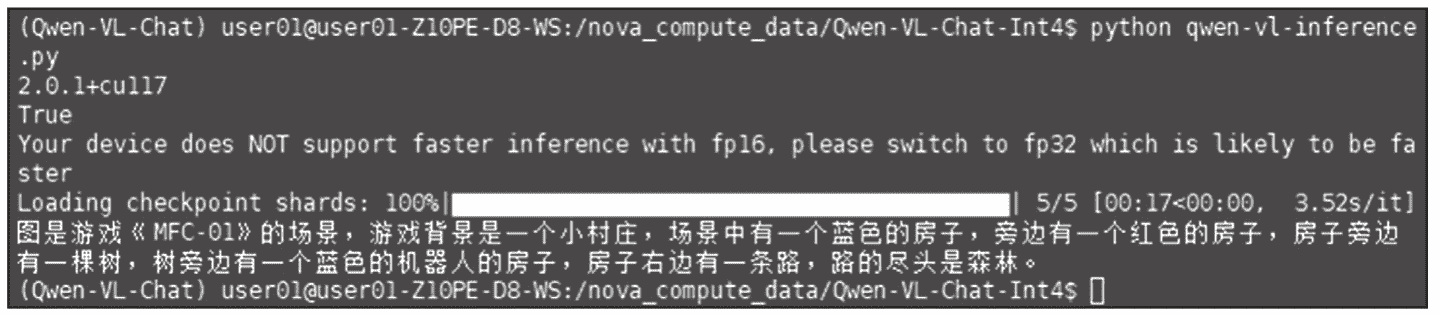 (Qwen-VL-Chat) user01@user01-Z10PE-D8-WS:/nova_compute_data/Qwen-VL-Chat-Int4$ python qwen-vl-inference
.py
2.0.1+cu117
True
Your device does NOT support faster inference with fp16, please switch to fp32 which is likely to be fa
ster
Loading checkpoint shards: 100%|██████████| 5/5 [00:17<00:00,  3.52s/it]
图是游戏《MFC-01》的场景，游戏背景是一个小村庄，场景中有一个蓝色的房子，旁边有一个红色的房子，房子旁边
有一棵树，树旁边有一个蓝色的机器人的房子，房子右边有一条路，路的尽头是森林。
(Qwen-VL-Chat) user01@user01-Z10PE-D8-WS:/nova_compute_data/Qwen-VL-Chat-Int4$